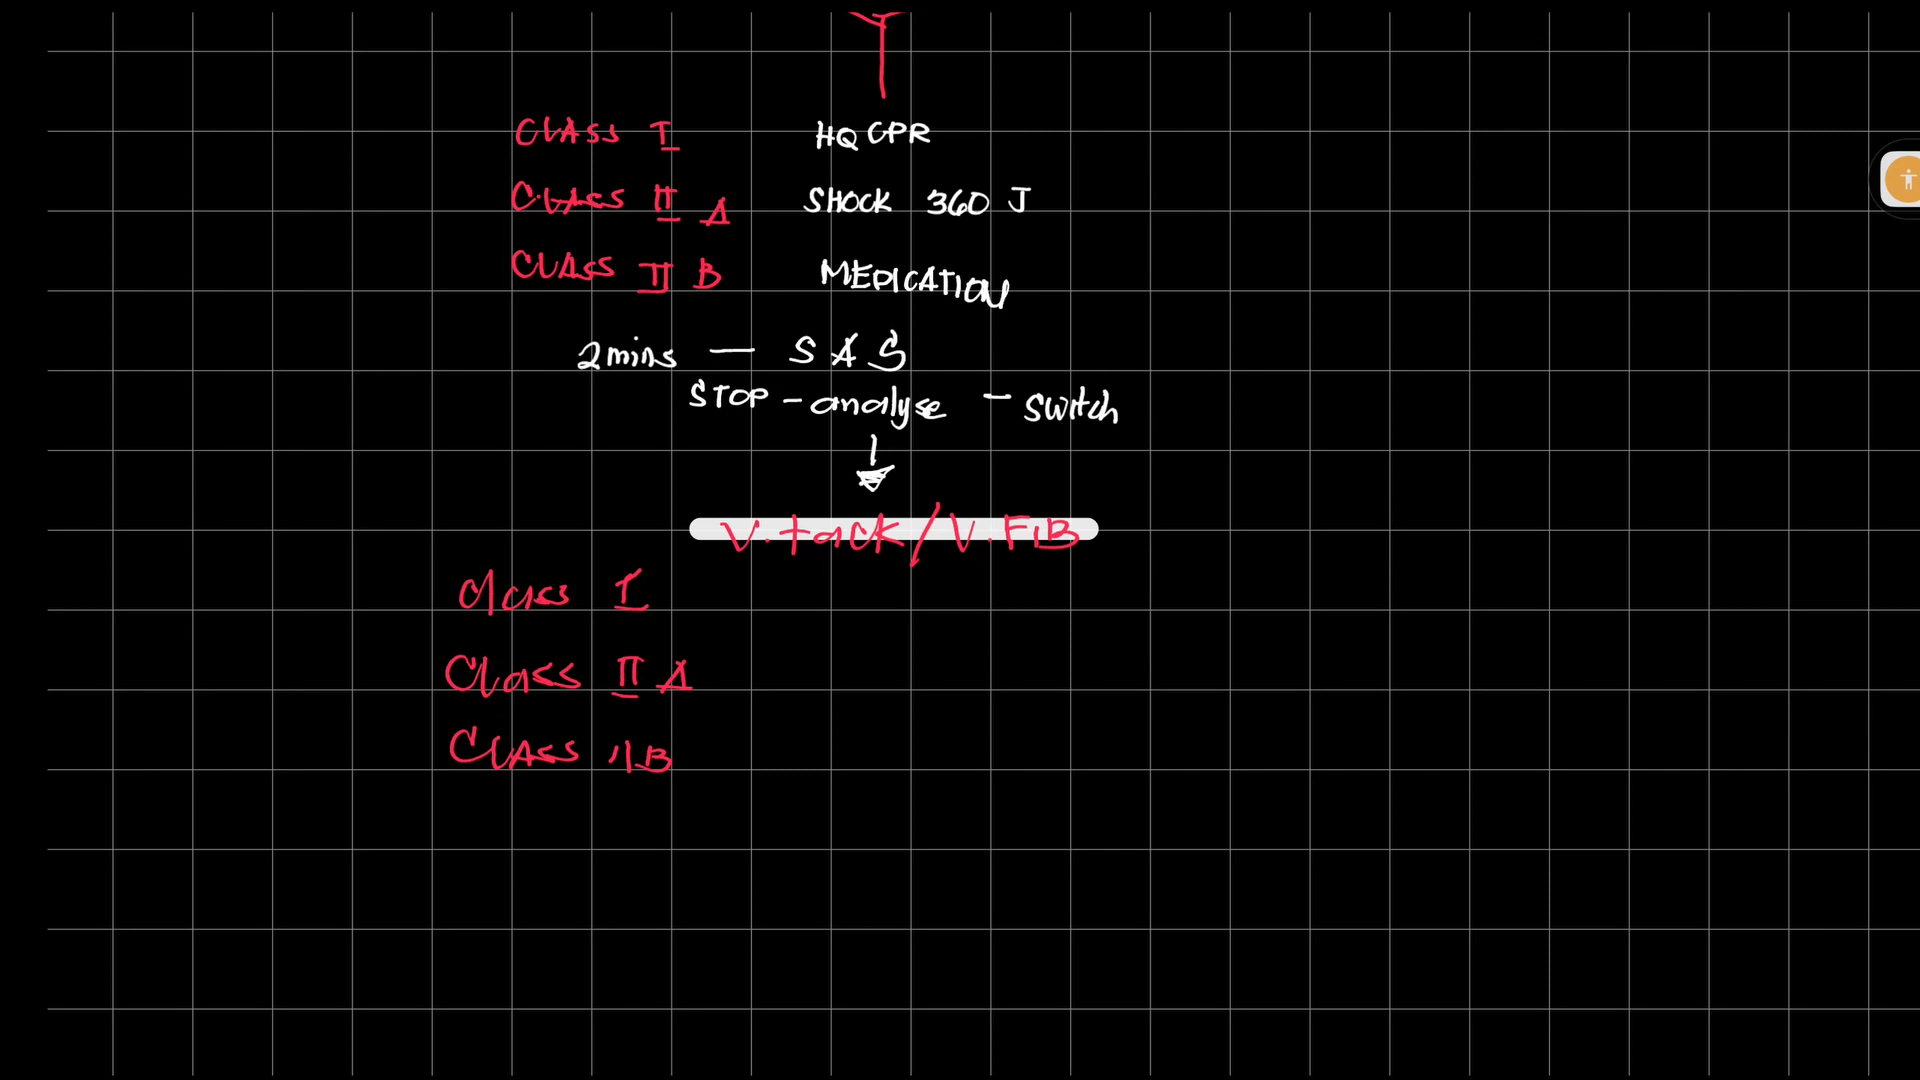 CLASS I HQ CPR
CLASS II A SHOCK 360 J
CLASS II B MEDICATION
2mins — S A S
STOP - analyse - switch
V.tack/V.FiB
class I
Class II A
CLASS IIB